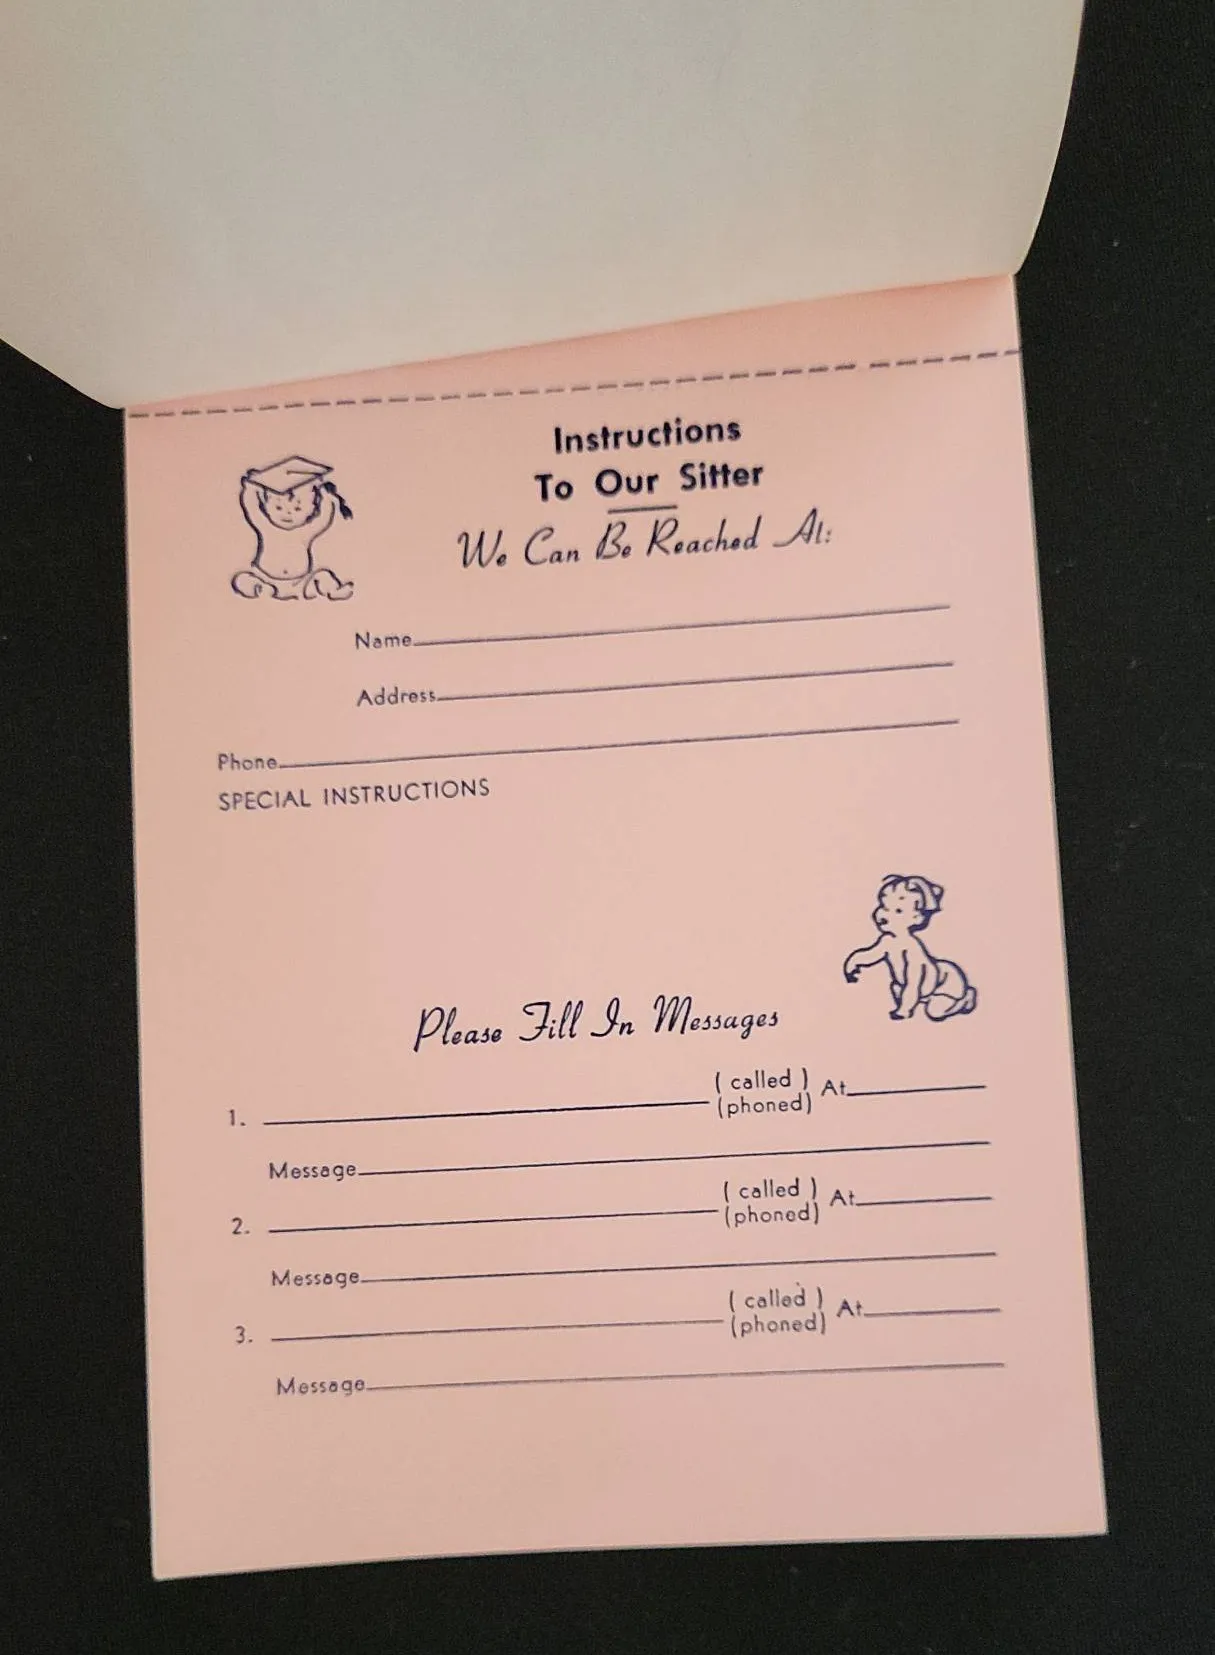 Instructions
To Our Sitter
We Can Be Reached At:
Name
Address
Phone
SPECIAL INSTRUCTIONS
Please Fill In Messages
1. ( called ) At
(phoned)
Message
2. ( called ) At
(phoned)
Message
3. ( called ) At
(phoned)
Message